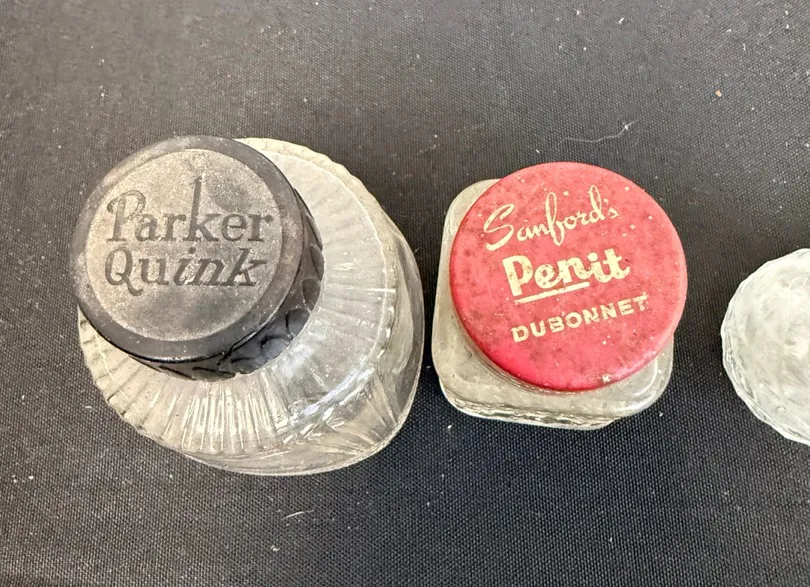 Parker
Quink
Sanford's
Penit
DUBONNET